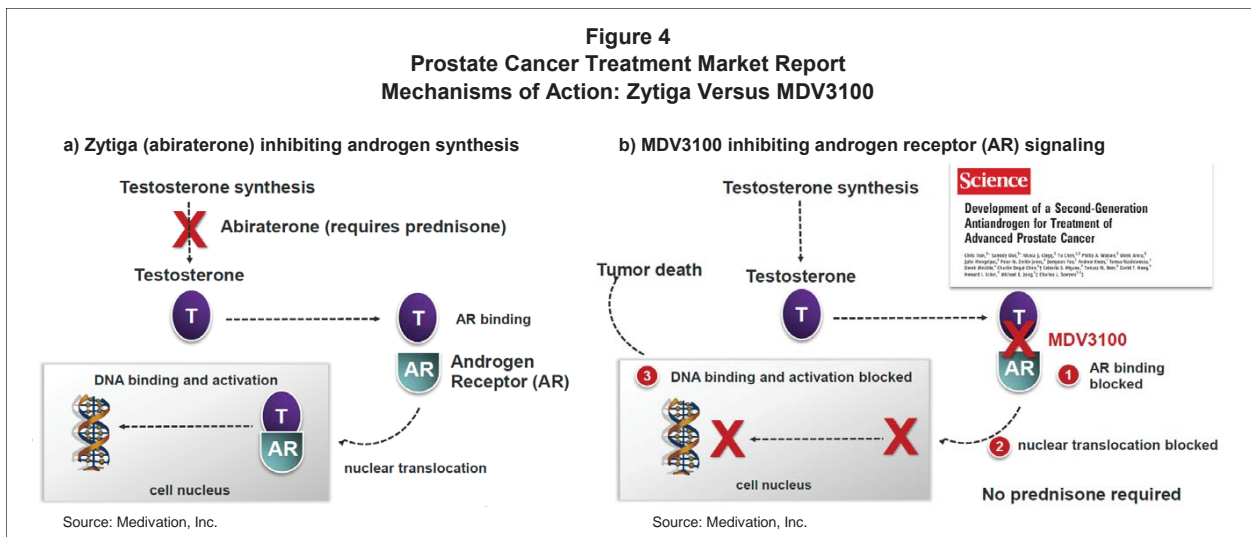 Figure 4
Prostate Cancer Treatment Market Report
Mechanisms of Action: Zytiga Versus MDV3100
a) Zytiga (abiraterone) inhibiting androgen synthesis
Testosterone synthesis
X
Abiraterone (requires prednisone)
Testosterone
T
T
AR binding
AR
Androgen
Receptor (AR)
DNA binding and activation
T
AR
nuclear translocation
cell nucleus
Source: Medivation, Inc.
b) MDV3100 inhibiting androgen receptor (AR) signaling
Science
Development of a Second-Generation
Antiandrogen for Treatment of
Advanced Prostate Cancer
Testosterone synthesis
Tumor death
Testosterone
T
T
X
MDV3100
AR
1 AR binding
blocked
3 DNA binding and activation blocked
X
X
2 nuclear translocation blocked
cell nucleus
No prednisone required
Source: Medivation, Inc.